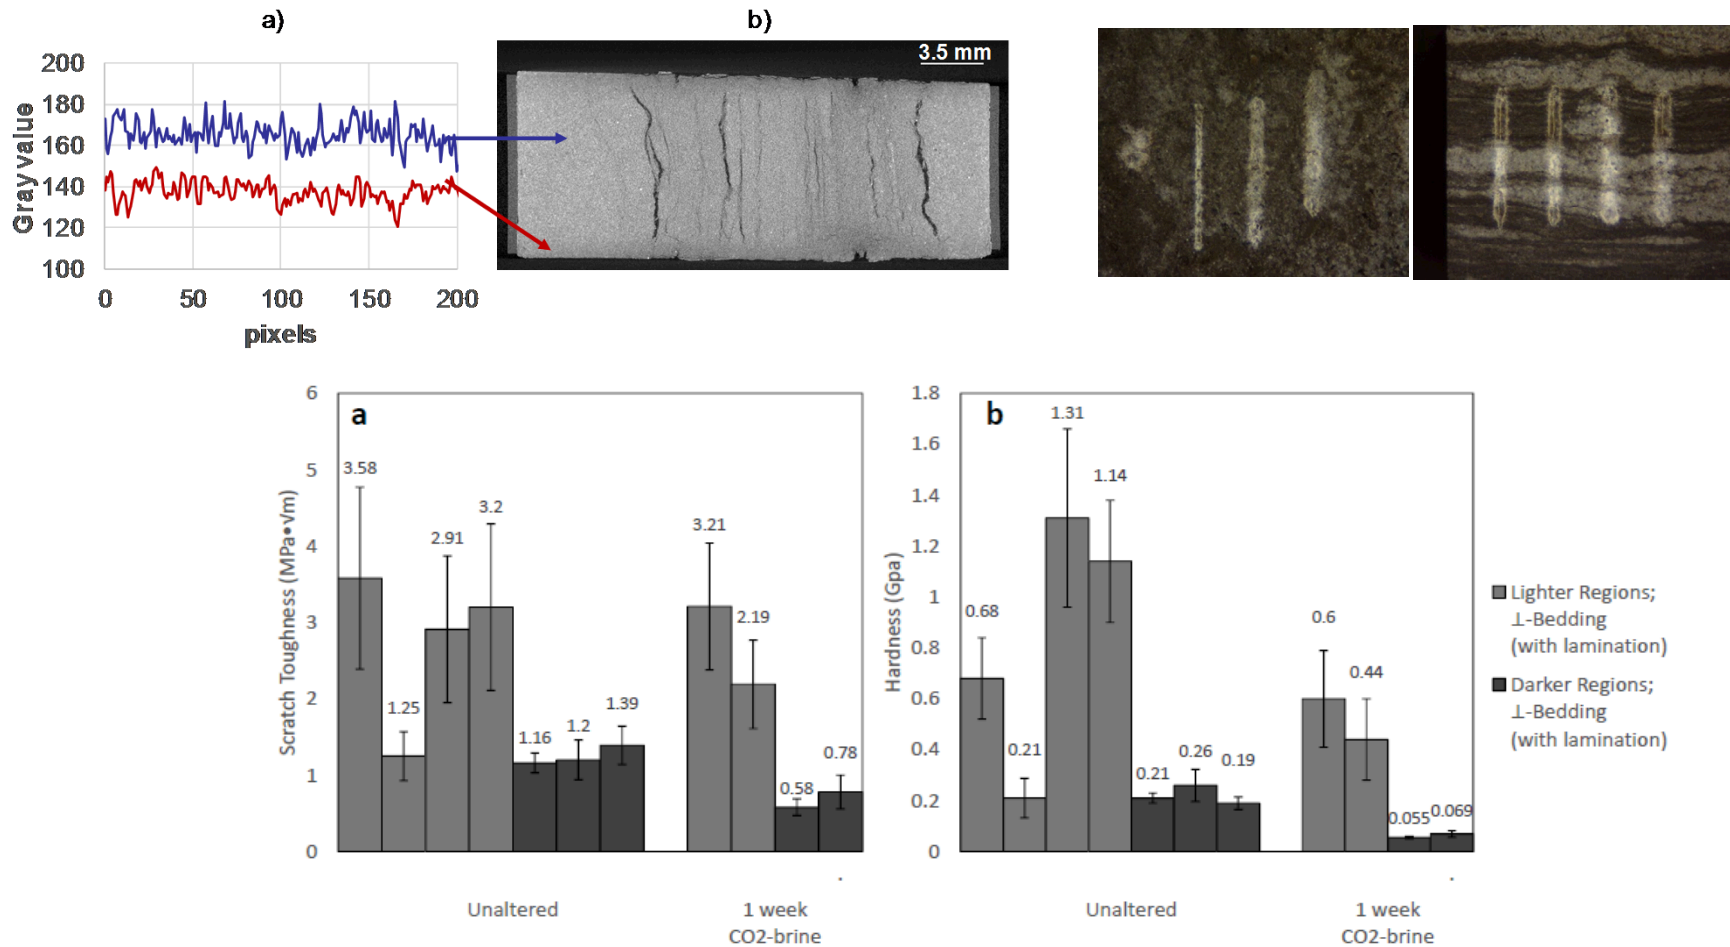 a)
b)
3.5 mm
200
180
160
140
120
100
Gray value
0
50
100
150
200
pixels
a
6
5
4
3
2
1
0
Scratch Toughness (MPa•√m)
3.58
1.25
2.91
3.2
1.16
1.2
1.39
3.21
2.19
0.58
0.78
Unaltered
1 week
CO2-brine
b
1.8
1.6
1.4
1.2
1
0.8
0.6
0.4
0.2
0
Hardness (Gpa)
0.68
0.21
1.31
1.14
0.21
0.26
0.19
0.6
0.44
0.055
0.069
Unaltered
1 week
CO2-brine
Lighter Regions;
⊥-Bedding
(with lamination)
Darker Regions;
⊥-Bedding
(with lamination)